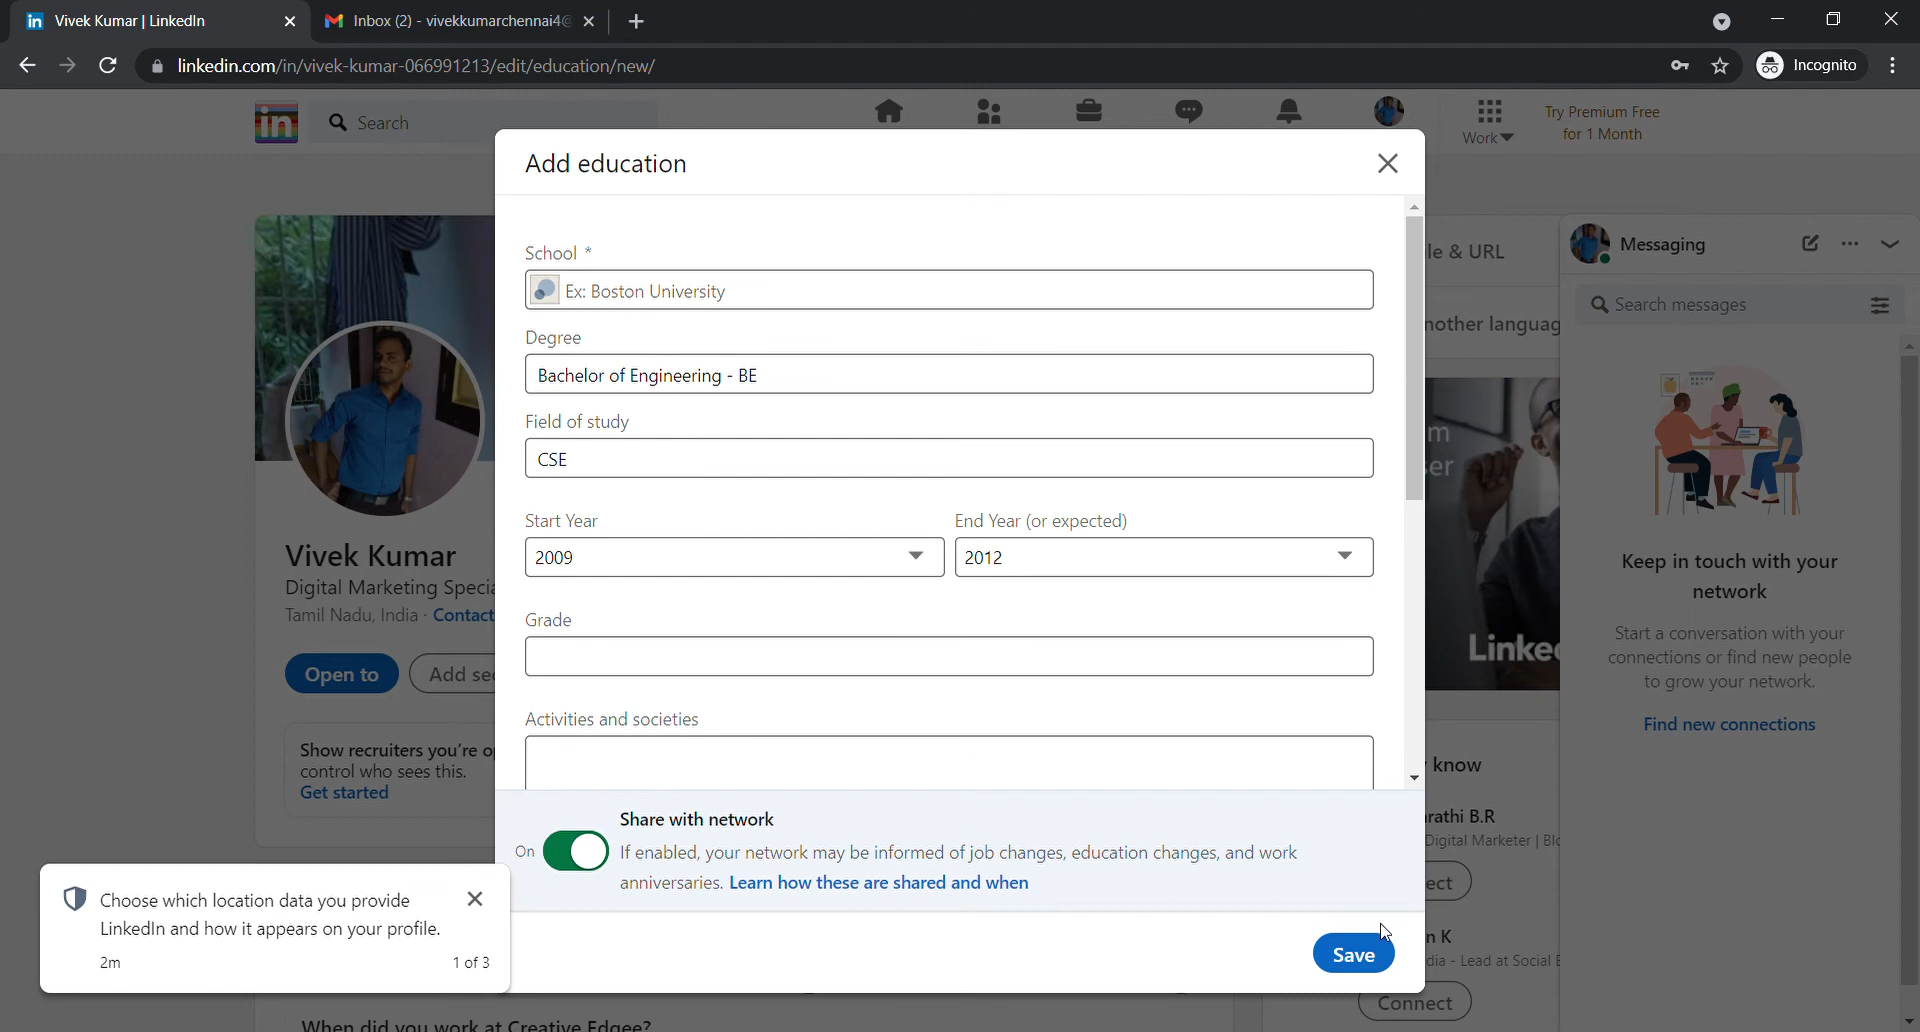 Vivek Kumar | LinkedIn
Inbox (2) - vivekkumarchennai4@
linkedin.com/in/vivek-kumar-066991213/edit/education/new/
Incognito
in
Search
Work
Try Premium Free
for 1 Month
Add education
School *
Ex: Boston University
Degree
Bachelor of Engineering - BE
Field of study
CSE
Start Year
End Year (or expected)
2009
2012
Grade
Activities and societies
On
Share with network
If enabled, your network may be informed of job changes, education changes, and work
anniversaries. Learn how these are shared and when
Save
Vivek Kumar
Digital Marketing Specia
Tamil Nadu, India · Contact
Open to
Add se
Show recruiters you're o
control who sees this.
Get started
Choose which location data you provide
LinkedIn and how it appears on your profile.
2m
1 of 3
When did you work at Creative Edgee?
le & URL
nother languag
m
er
Linke
know
rathi B.R
Digital Marketer | Blo
ect
n K
dia - Lead at Social E
Connect
Messaging
Search messages
Keep in touch with your
network
Start a conversation with your
connections or find new people
to grow your network.
Find new connections